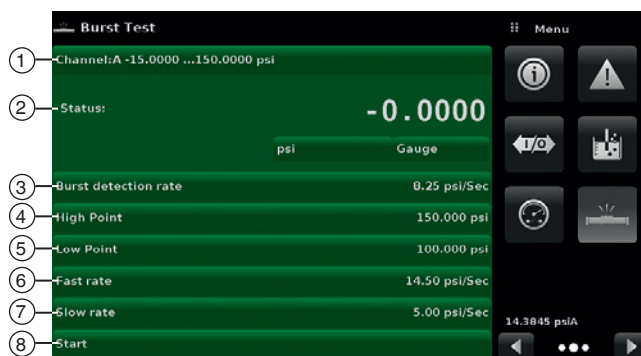 Burst Test
Menu
1 Channel:A -15.0000 ...150.0000 psi
2 Status: -0.0000
psi Gauge
3 Burst detection rate 8.25 psi/Sec
4 High Point 150.000 psi
5 Low Point 100.000 psi
6 Fast rate 14.50 psi/Sec
7 Slow rate 5.00 psi/Sec
8 Start
I/O
14.3845 psiA